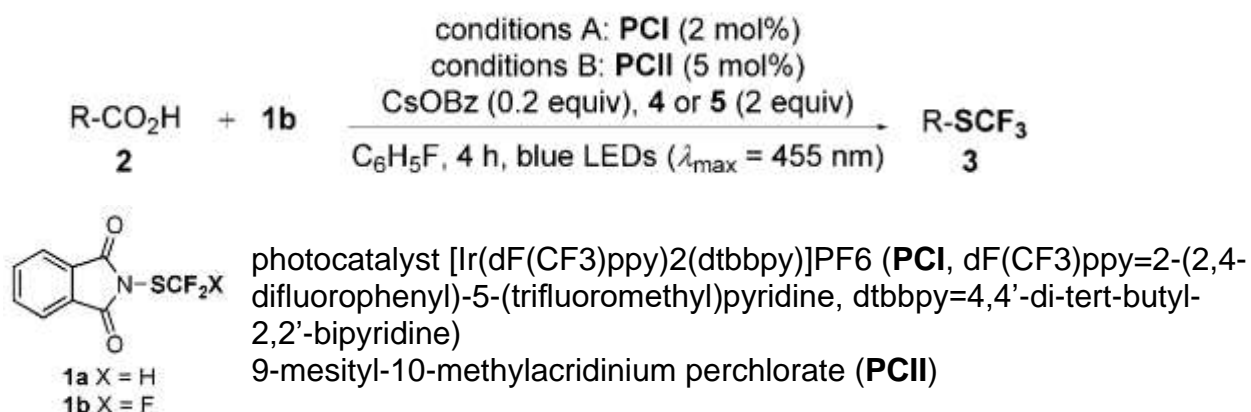 conditions A: PCI (2 mol%)
conditions B: PCII (5 mol%)
CsOBz (0.2 equiv), 4 or 5 (2 equiv)
R-CO₂H + 1b R-SCF₃
2 C₆H₅F, 4 h, blue LEDs (λmax = 455 nm) 3
O
N-SCF₂X
O
1a X = H
1b X = F
photocatalyst [Ir(dF(CF3)ppy)2(dtbbpy)]PF6 (PCI, dF(CF3)ppy=2-(2,4-
difluorophenyl)-5-(trifluoromethyl)pyridine, dtbbpy=4,4'-di-tert-butyl-
2,2'-bipyridine)
9-mesityl-10-methylacridinium perchlorate (PCII)